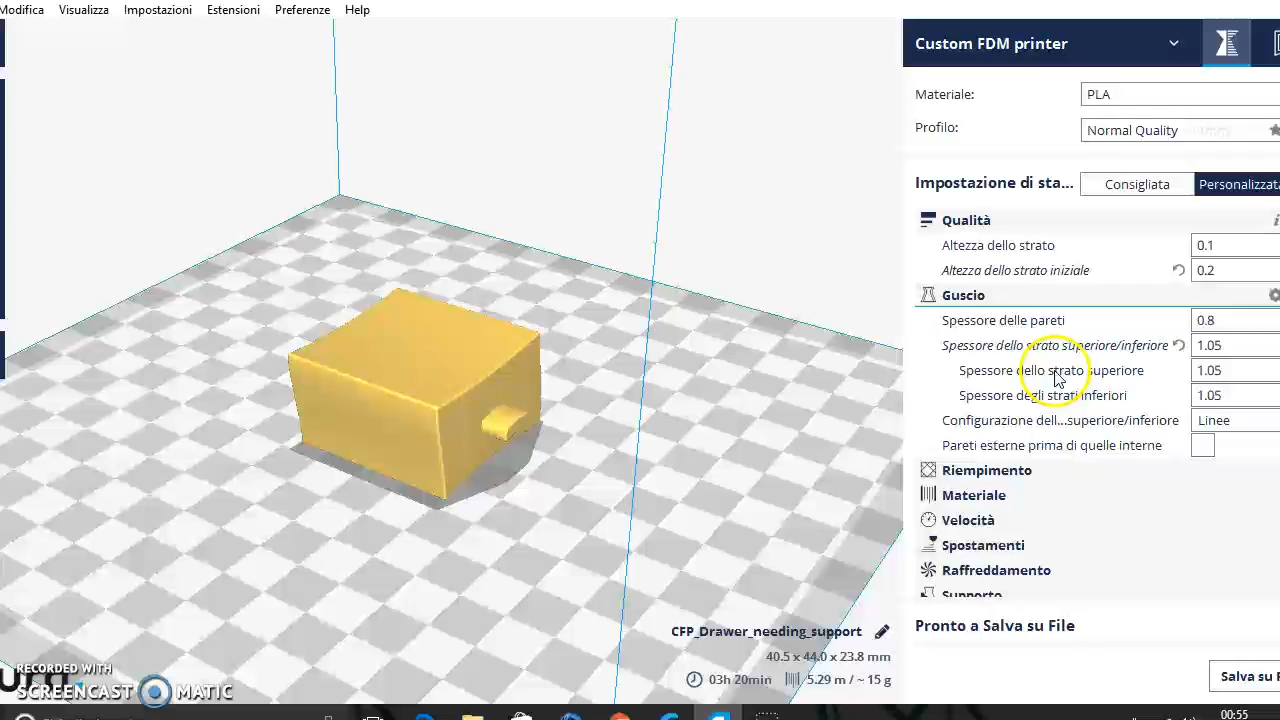 Modifica Visualizza Impostazioni Estensioni Preferenze Help
Custom FDM printer
Materiale: PLA
Profilo: Normal Quality
Impostazione di sta... Consigliata Personalizzata
Qualità
Altezza dello strato 0.1
Altezza dello strato iniziale 0.2
Guscio
Spessore delle pareti 0.8
Spessore dello strato superiore/inferiore 1.05
Spessore dello strato superiore 1.05
Spessore degli strati inferiori 1.05
Configurazione dell...superiore/inferiore Linee
Pareti esterne prima di quelle interne
Riempimento
Materiale
Velocità
Spostamenti
Raffreddamento
Supporto
Pronto a Salva su File
CFP_Drawer_needing_support
40.5 x 44.0 x 23.8 mm
03h 20min 5.29 m / ~ 15 g
Salva su F
RECORDED WITH
SCREENCAST MATIC
00:55